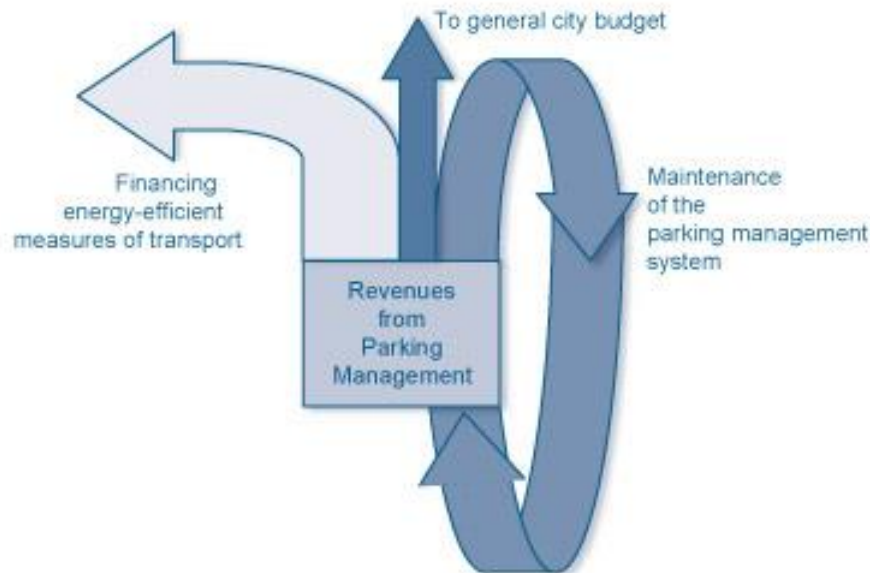 To general city budget
Financing
energy-efficient
measures of transport
Maintenance
of the
parking management
system
Revenues
from
Parking
Management